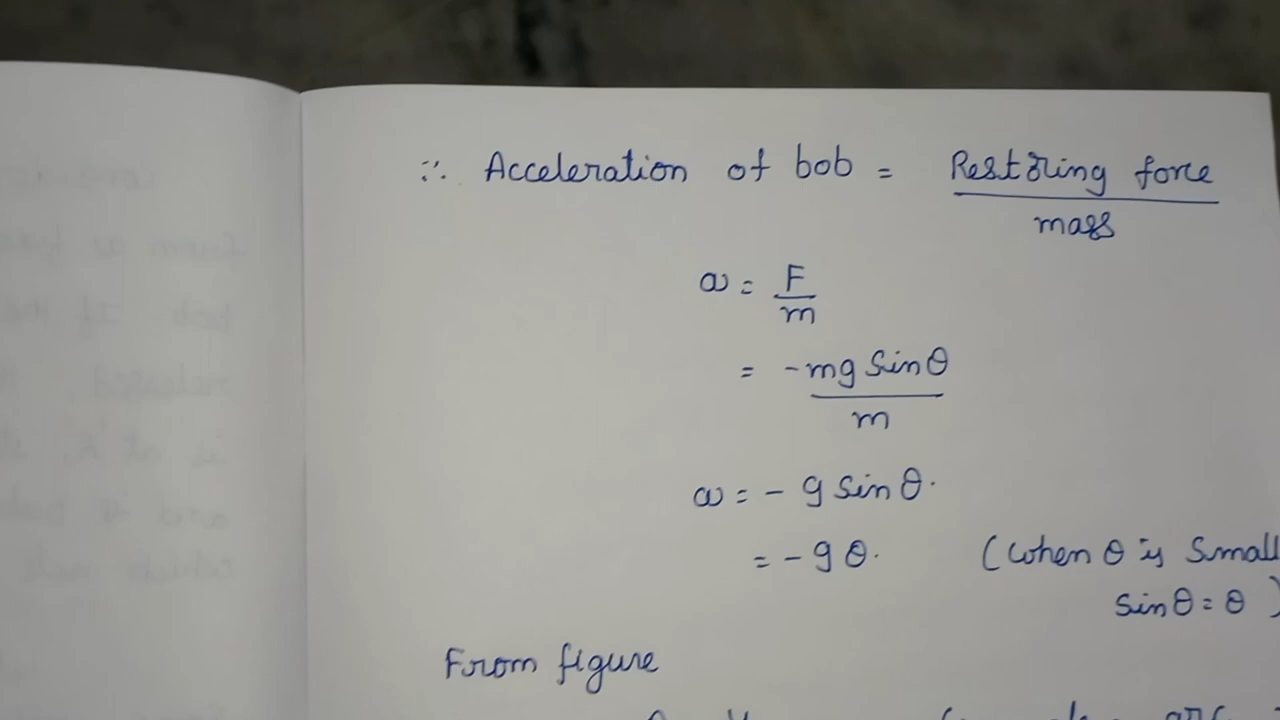 ∴ Acceleration of bob = Restoring force
mass
a = F
m
= -mg Sinθ
m
a = - g Sinθ.
= - g θ. (When θ is Small
Sinθ = θ )
From figure